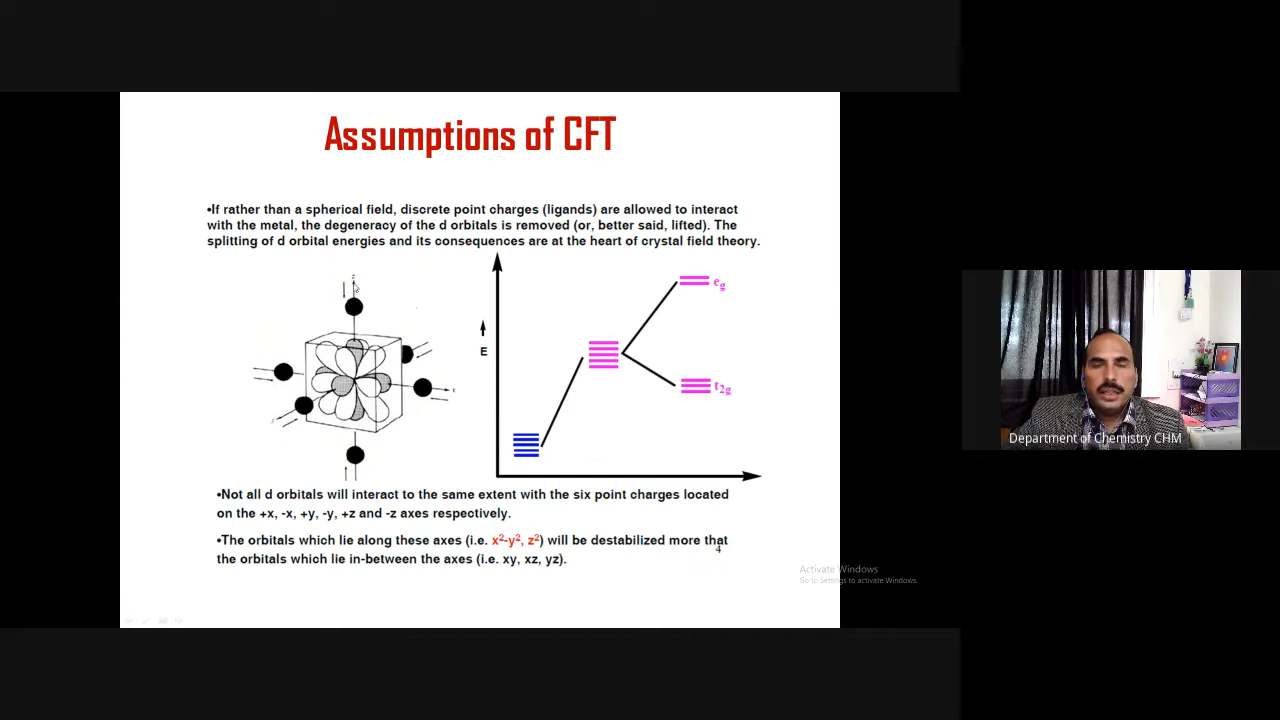 Assumptions of CFT
•If rather than a spherical field, discrete point charges (ligands) are allowed to interact
with the metal, the degeneracy of the d orbitals is removed (or, better said, lifted). The
splitting of d orbital energies and its consequences are at the heart of crystal field theory.
z
x
y
E
eg
t2g
•Not all d orbitals will interact to the same extent with the six point charges located
on the +x, -x, +y, -y, +z and -z axes respectively.
•The orbitals which lie along these axes (i.e. x²-y², z²) will be destabilized more that
the orbitals which lie in-between the axes (i.e. xy, xz, yz).
4
Activate Windows
Go to Settings to activate Windows.
Department of Chemistry CHM